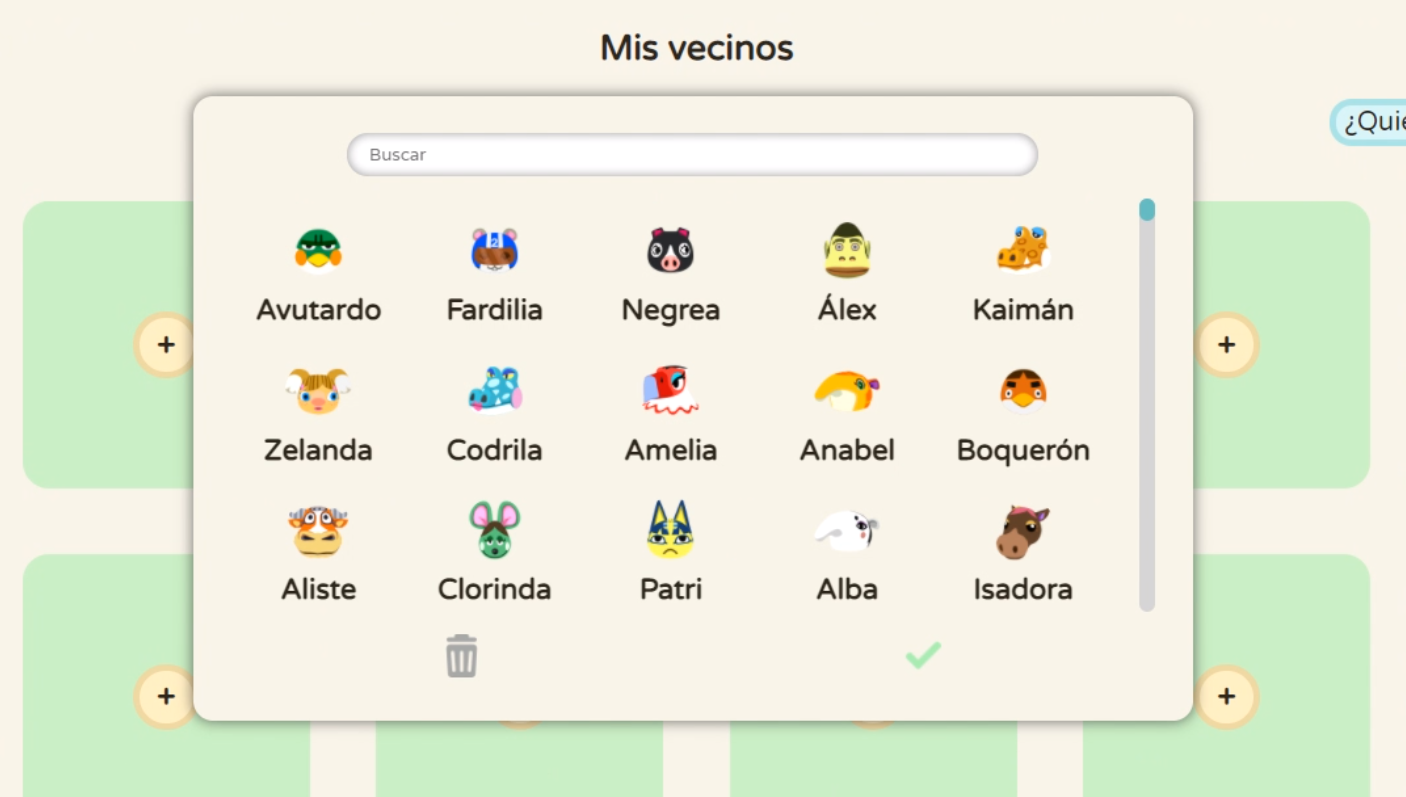 Mis vecinos
¿Quie
Buscar
Avutardo Fardilia Negrea Álex Kaimán
+ +
Zelanda Codrila Amelia Anabel Boquerón
Aliste Clorinda Patri Alba Isadora
+ +